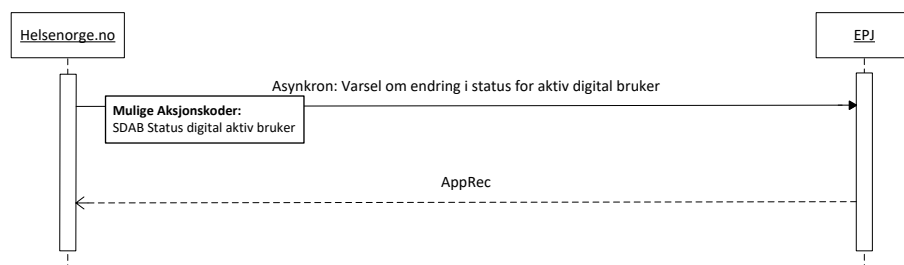 Helsenorge.no
EPJ
Asynkron: Varsel om endring i status for aktiv digital bruker
Mulige Aksjonskoder:
SDAB Status digital aktiv bruker
AppRec